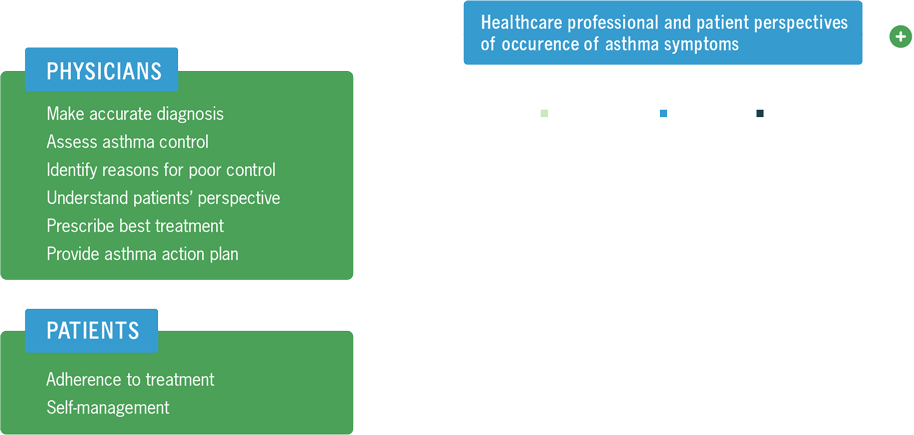 Healthcare professional and patient perspectives
of occurence of asthma symptoms
PHYSICIANS
Make accurate diagnosis
Assess asthma control
Identify reasons for poor control
Understand patients’ perspective
Prescribe best treatment
Provide asthma action plan
PATIENTS
Adherence to treatment
Self-management